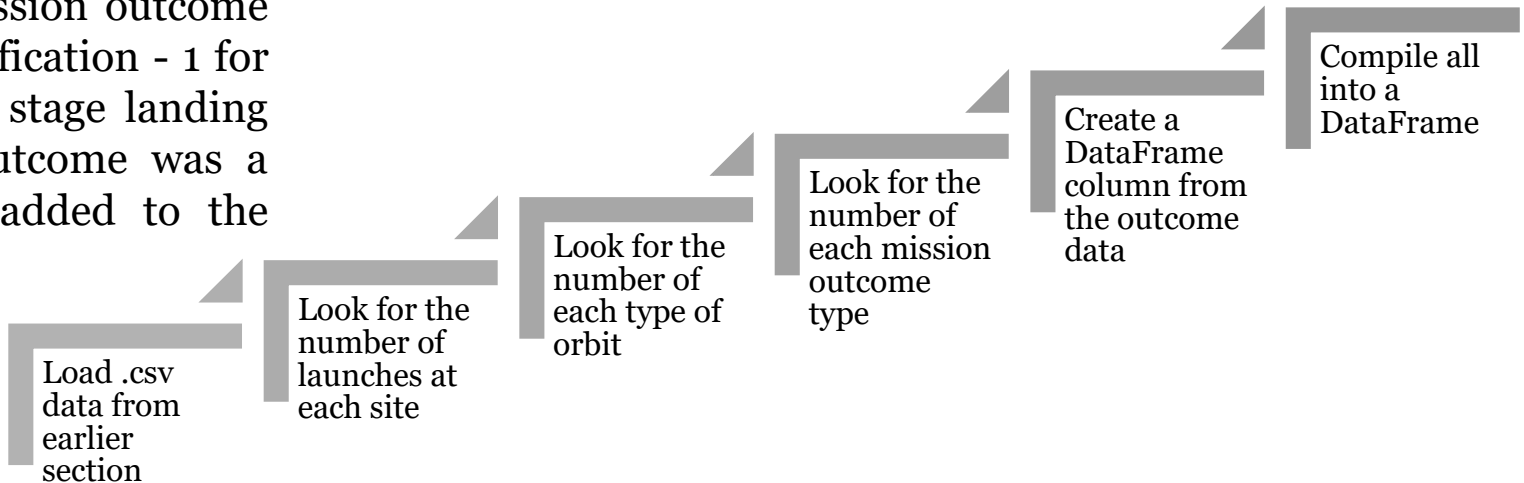 ssion outcome
fication - 1 for
stage landing
utcome was a
added to the
Load .csv
data from
earlier
section
Look for the
number of
launches at
each site
Look for the
number of
each type of
orbit
Look for the
number of
each mission
outcome
type
Create a
DataFrame
column from
the outcome
data
Compile all
into a
DataFrame